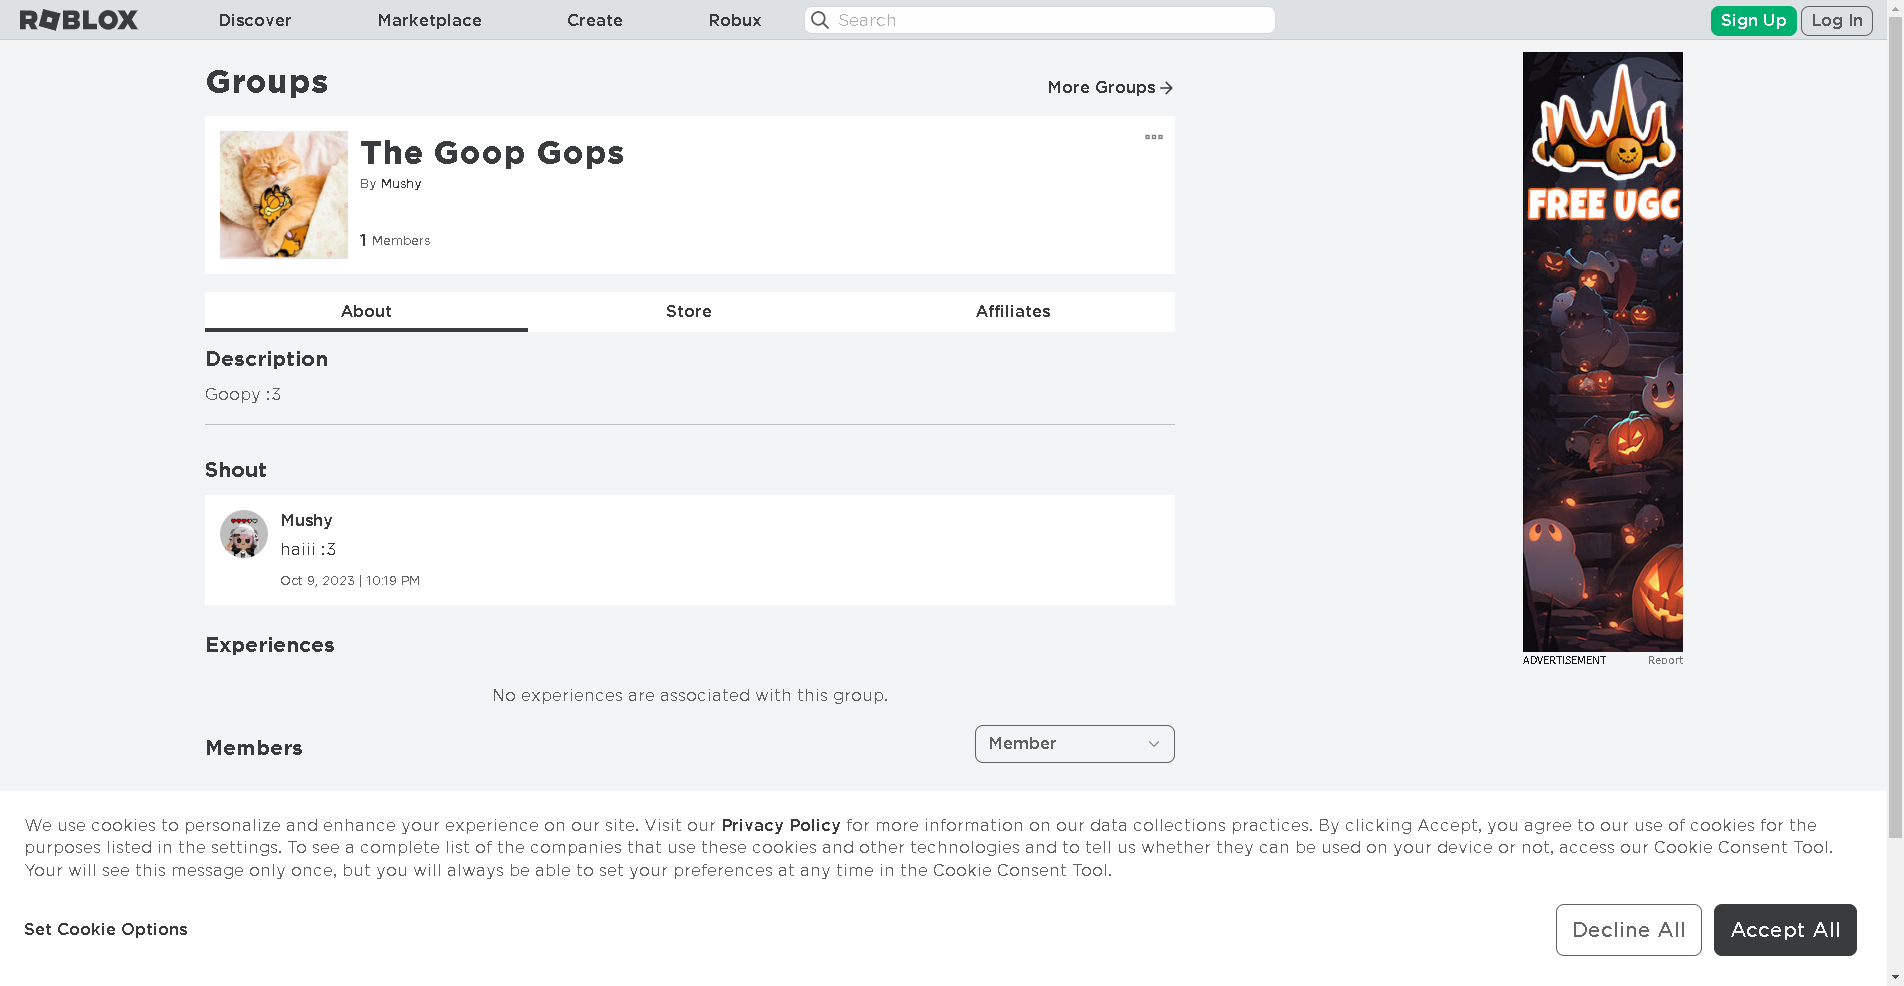 ROBLOX Discover Marketplace Create Robux Search Sign Up Log In
Groups
More Groups
The Goop Gops
By Mushy
1 Members
About Store Affiliates
Description
Goopy :3
Shout
Mushy
haiii :3
Oct 9, 2023 | 10:19 PM
Experiences
No experiences are associated with this group.
Members
Member
FREE UGC
ADVERTISEMENT Report
We use cookies to personalize and enhance your experience on our site. Visit our Privacy Policy for more information on our data collections practices. By clicking Accept, you agree to our use of cookies for the
purposes listed in the settings. To see a complete list of the companies that use these cookies and other technologies and to tell us whether they can be used on your device or not, access our Cookie Consent Tool.
Your will see this message only once, but you will always be able to set your preferences at any time in the Cookie Consent Tool.
Set Cookie Options
Decline All
Accept All